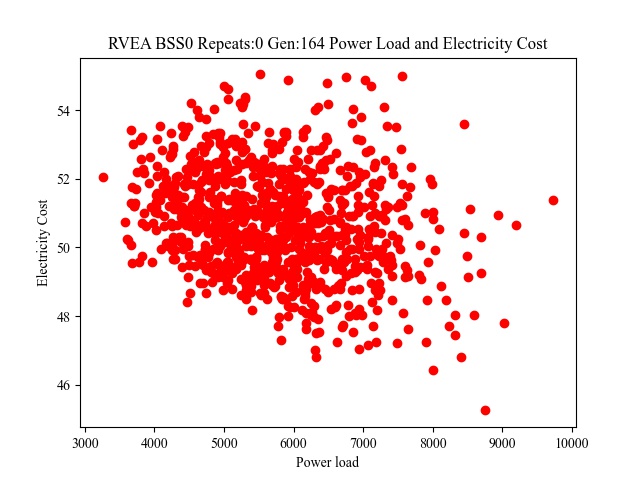 RVEA BSS0 Repeats:0 Gen:164 Power Load and Electricity Cost
54
52
50
48
46
Electricity Cost
3000 4000 5000 6000 7000 8000 9000 10000
Power load